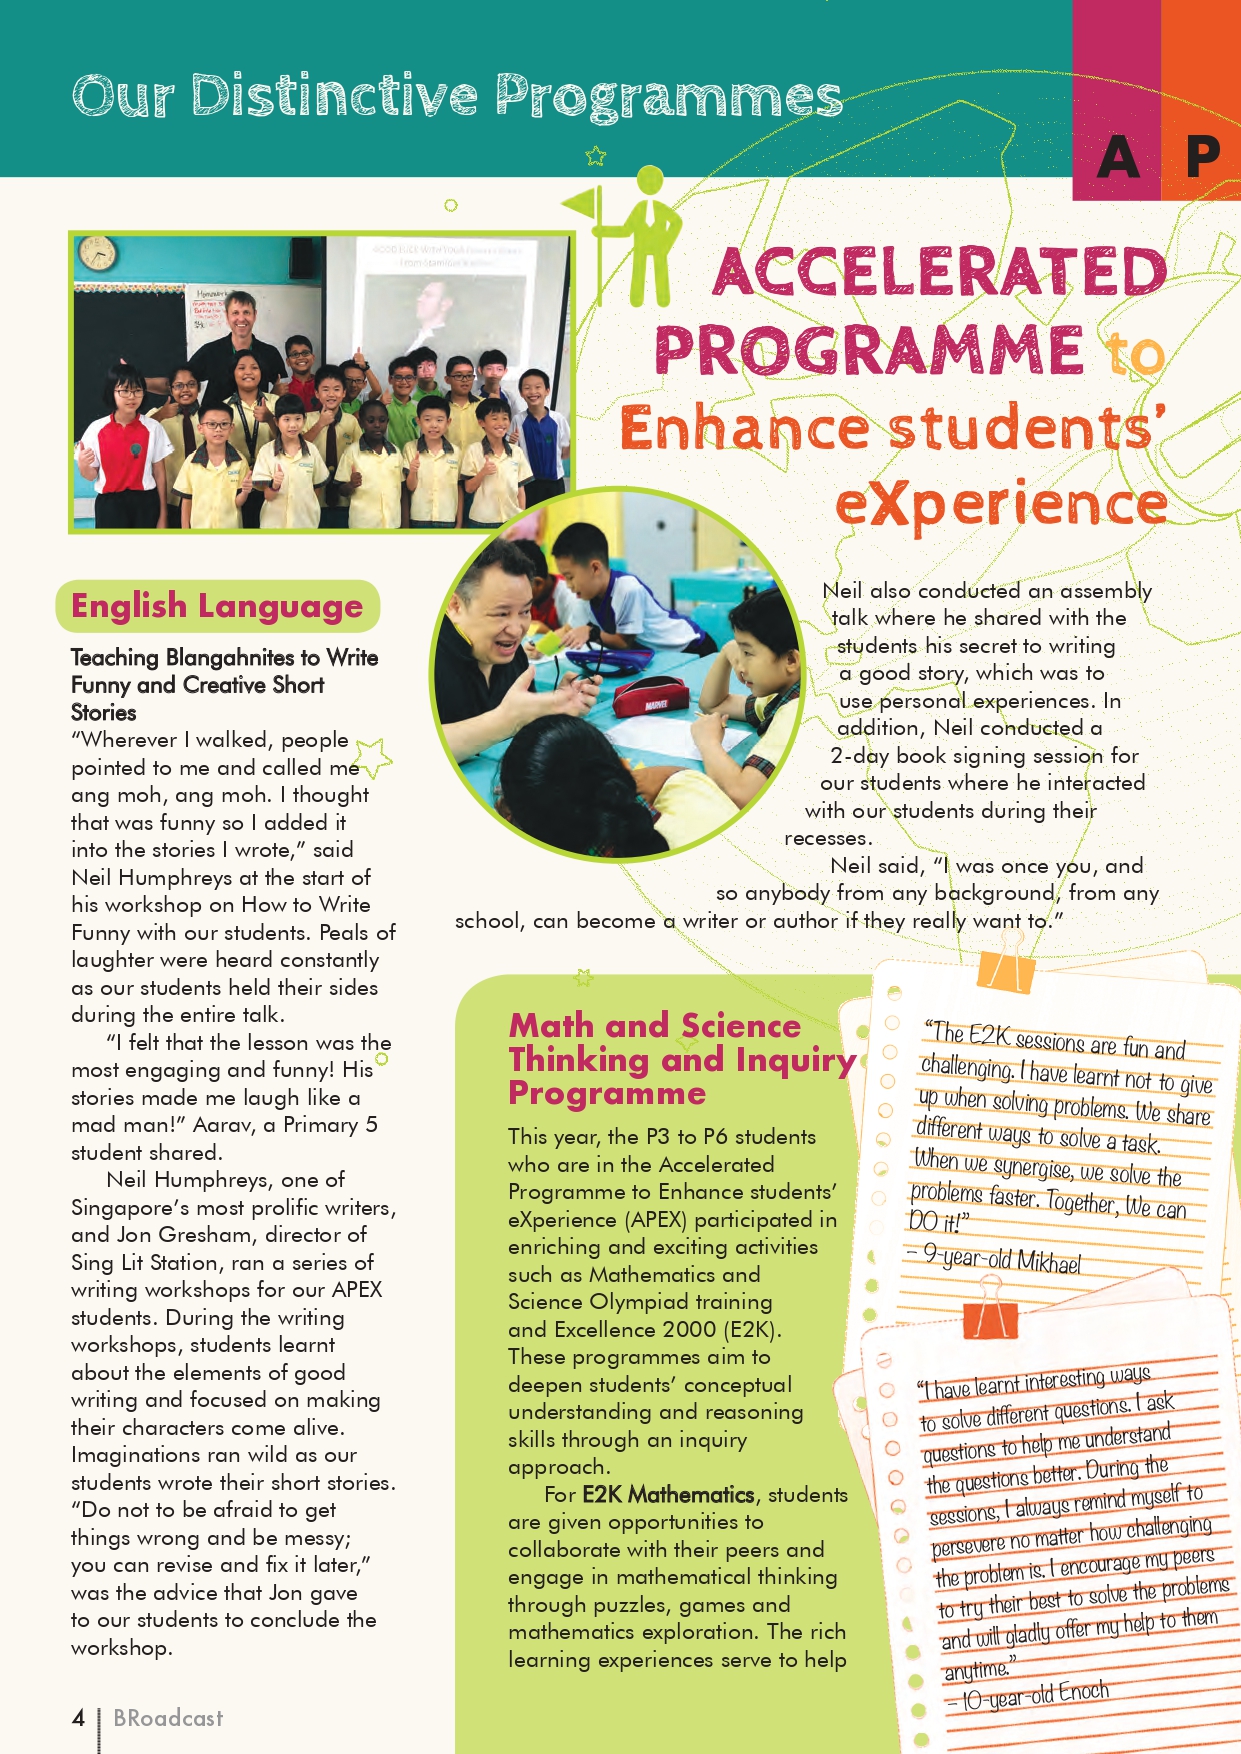 Our Distinctive Programmes
A P
ACCELERATED
PROGRAMME to
Enhance students’
eXperience
English Language
Teaching Blangahnites to Write
Funny and Creative Short
Stories
“Wherever I walked, people
pointed to me and called me
ang moh, ang moh. I thought
that was funny so I added it
into the stories I wrote,” said
Neil Humphreys at the start of
his workshop on How to Write
Funny with our students. Peals of
laughter were heard constantly
as our students held their sides
during the entire talk.
“I felt that the lesson was the
most engaging and funny! His
stories made me laugh like a
mad man!” Aarav, a Primary 5
student shared.
Neil Humphreys, one of
Singapore’s most prolific writers,
and Jon Gresham, director of
Sing Lit Station, ran a series of
writing workshops for our APEX
students. During the writing
workshops, students learnt
about the elements of good
writing and focused on making
their characters come alive.
Imaginations ran wild as our
students wrote their short stories.
“Do not to be afraid to get
things wrong and be messy;
you can revise and fix it later,”
was the advice that Jon gave
to our students to conclude the
workshop.
MARVEL
Neil also conducted an assembly
talk where he shared with the
students his secret to writing
a good story, which was to
use personal experiences. In
addition, Neil conducted a
2-day book signing session for
our students where he interacted
with our students during their
recesses.
Neil said, “I was once you, and
so anybody from any background, from any
school, can become a writer or author if they really want to.”
Math and Science
Thinking and Inquiry
Programme
This year, the P3 to P6 students
who are in the Accelerated
Programme to Enhance students’
eXperience (APEX) participated in
enriching and exciting activities
such as Mathematics and
Science Olympiad training
and Excellence 2000 (E2K).
These programmes aim to
deepen students’ conceptual
understanding and reasoning
skills through an inquiry
approach.
For E2K Mathematics, students
are given opportunities to
collaborate with their peers and
engage in mathematical thinking
through puzzles, games and
mathematics exploration. The rich
learning experiences serve to help
“The E2K sessions are fun and
challenging. I have learnt not to give
up when solving problems. We share
different ways to solve a task.
When we synergise, we solve the
problems faster. Together, We can
DO it!”
– 9-year-old Mikhael
“I have learnt interesting ways
to solve different questions. I ask
questions to help me understand
the questions better. During the
sessions, I always remind myself to
persevere no matter how challenging
the problem is. I encourage my peers
to try their best to solve the problems
and will gladly offer my help to them
anytime.”
– 10-year-old Enoch
4 BRoadcast